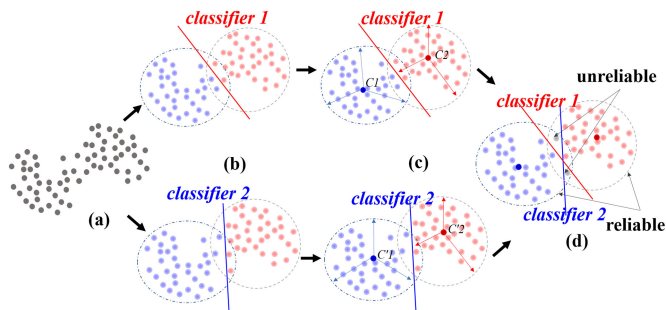 classifier 1
classifier 1
C1
C2
(b)
(c)
unreliable
classifier 1
(a)
classifier 2
classifier 2
classifier 2
reliable
(d)
C'1
C'2